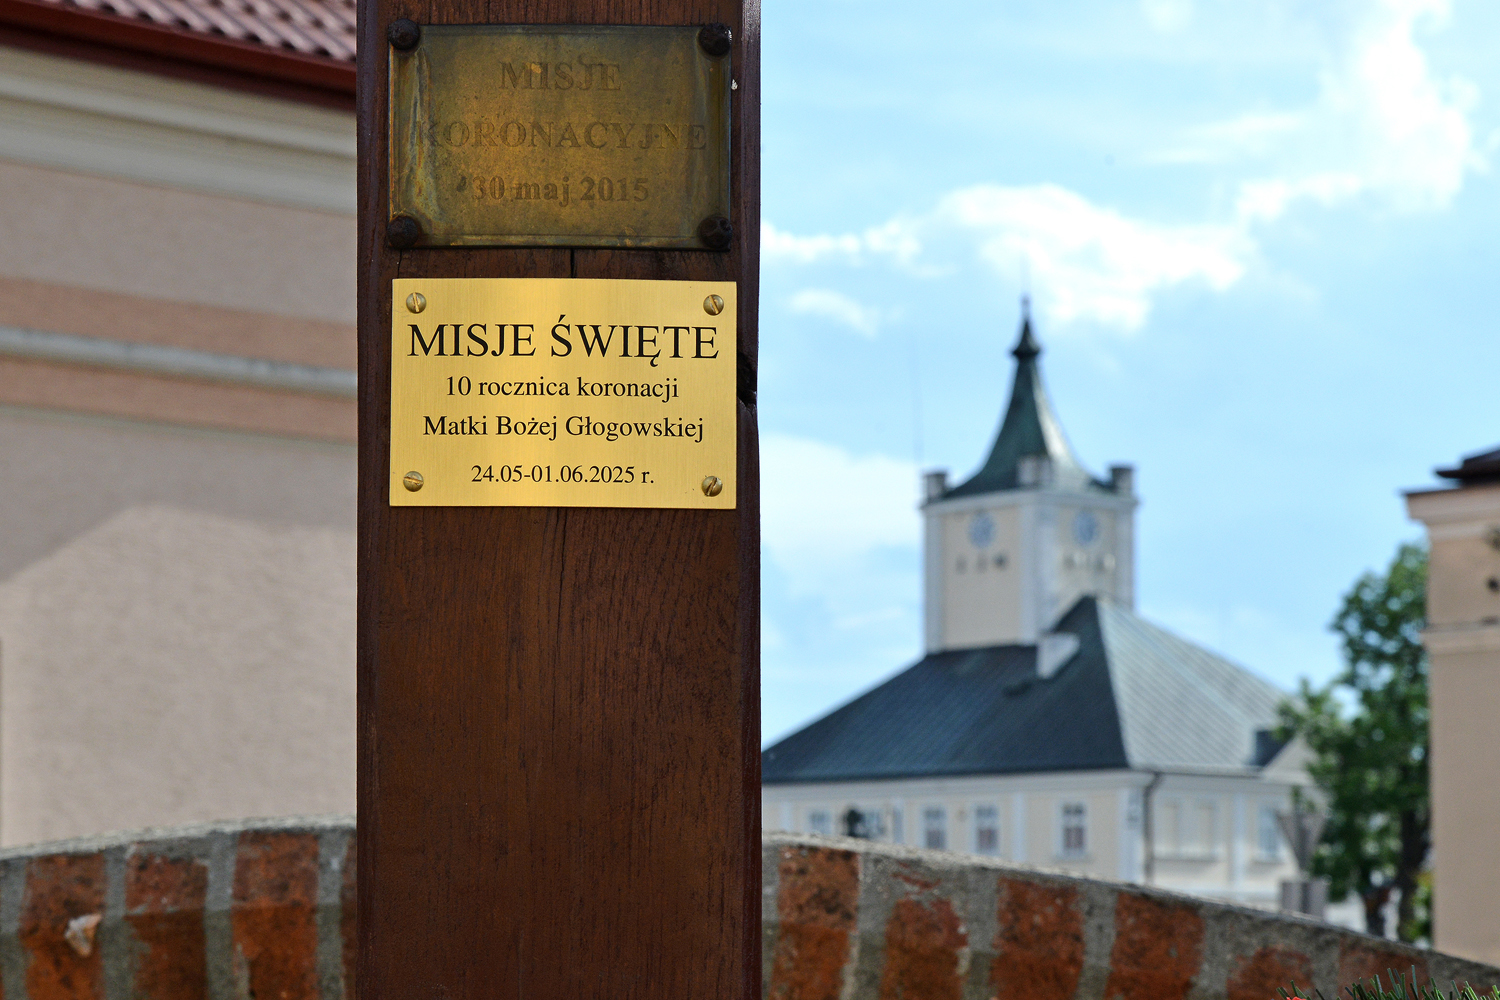 MISJE
KORONACYJNE
30 maj 2015
MISJE ŚWIĘTE
10 rocznica koronacji
Matki Bożej Głogowskiej
24.05-01.06.2025 r.